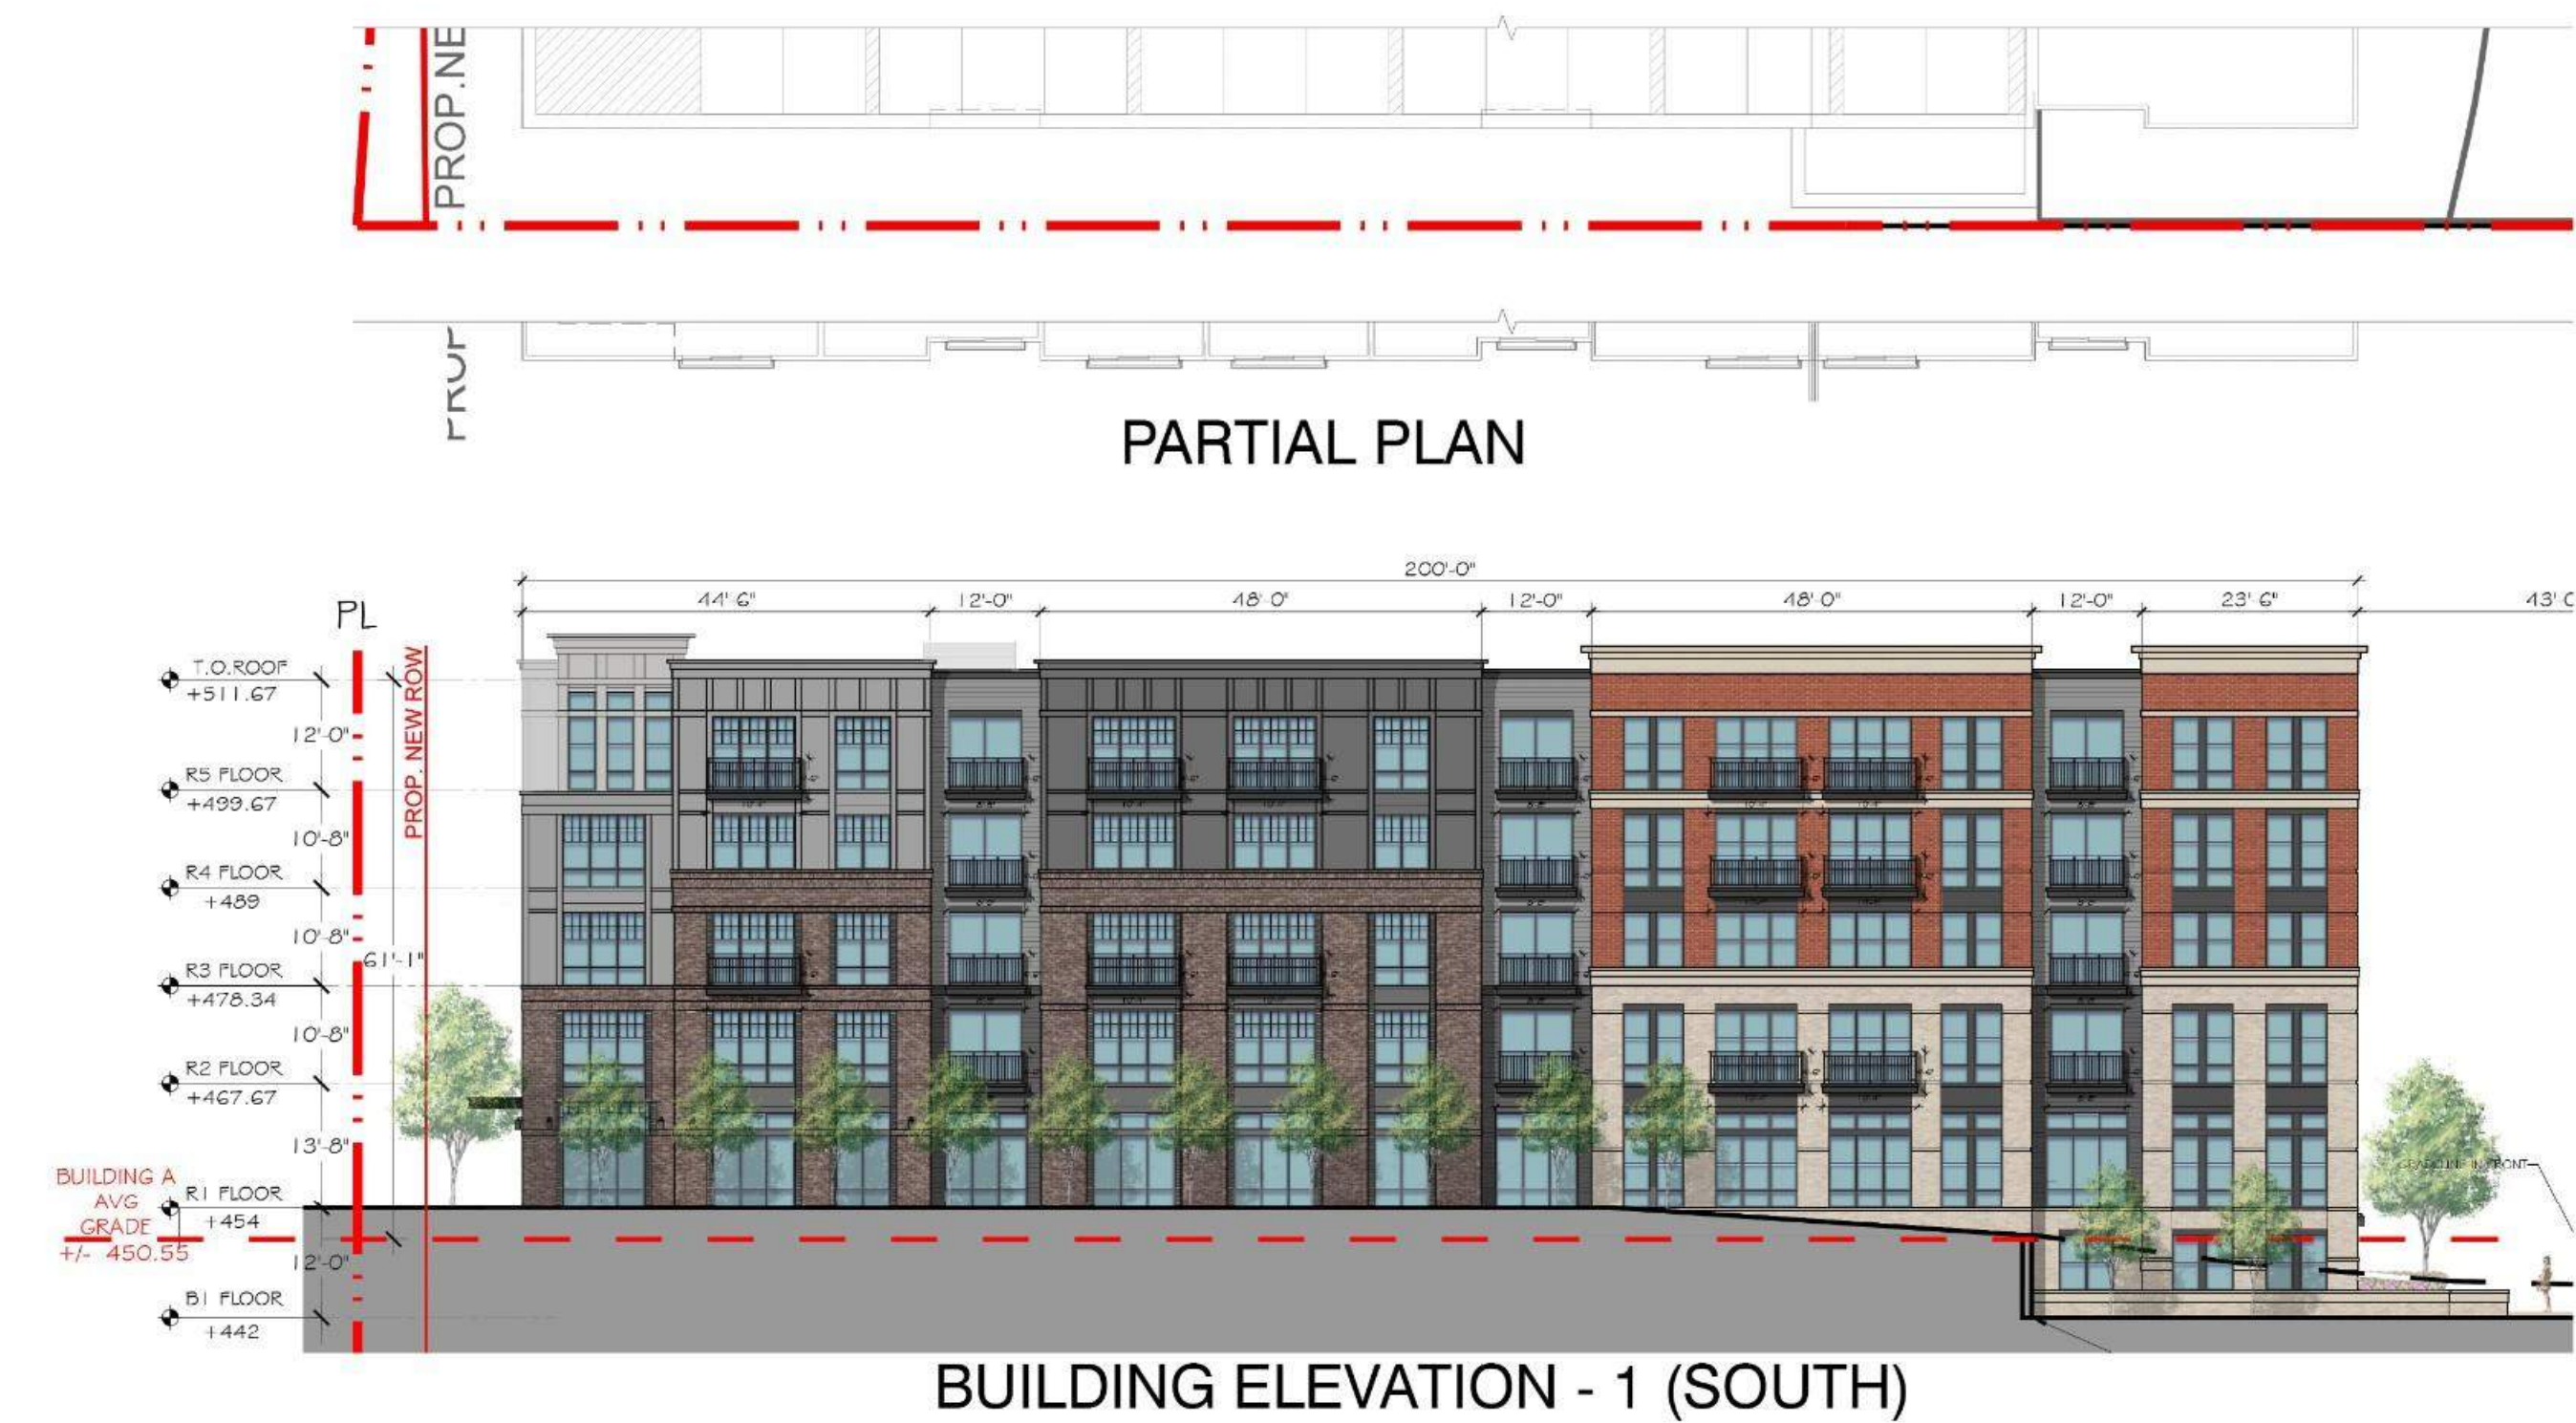 PROP.NE
PROP
PARTIAL PLAN
200'-0"
44'-6"
12'-0"
48'-0"
12'-0"
48'-0"
12'-0"
23'-6"
PL
T.O.ROOF
+511.67
12'-0"
PROP. NEW ROW
R5 FLOOR
+499.67
10'-8"
R4 FLOOR
+489
10'-8"
61'-1"
R3 FLOOR
+478.34
10'-8"
R2 FLOOR
+467.67
13'-8"
BUILDING A
AVG
GRADE
+/- 450.55
R1 FLOOR
+454
12'-0"
B1 FLOOR
+442
BUILDING ELEVATION - 1 (SOUTH)